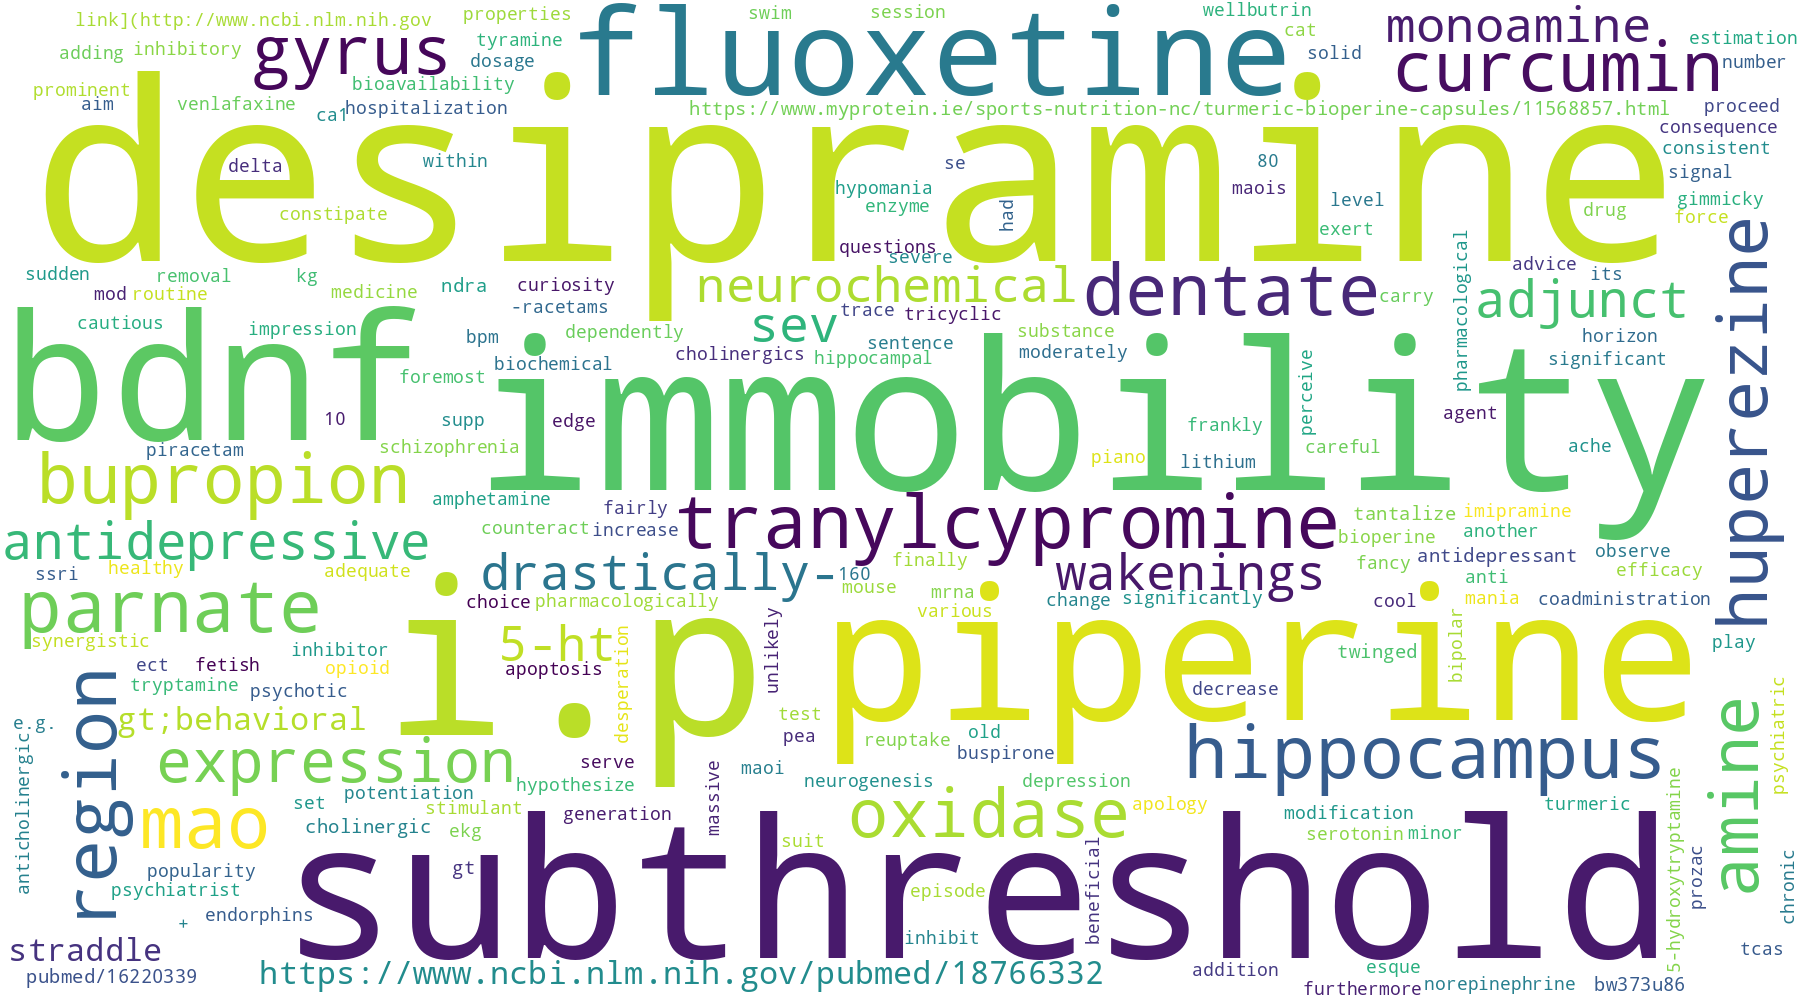 link](http://www.ncbi.nlm.nih.gov
properties
swim
session
wellbutrin
fluoxetine
monoamine
cat
gyrus
adding
inhibitory
tyramine
dosage
solid
curcumin
estimation
number
prominent
bioavailability
aim
venlafaxine
ca1
hospitalization
https://www.myprotein.ie/sports-nutrition-nc/turmeric-bioperine-capsules/11568857.html
proceed
consequence
consistent
signal
desipramine
delta
within
se
80
hypomania
maois
level
gimmicky
enzyme
had
drug
force
constipate
exert
questions
severe
pharmacological
huperezine
sudden
removal
kg
curiosity
neurochemical
dentate
advice
its
mod
routine
medicine
ndra
-racetams
carry
adjunct
trace
tricyclic
cautious
impression
bpm
dependently
sev
sentence
substance
horizon
biochemical
cholinergics
hippocampal
moderately
significant
bdnf
immobility
foremost
perceive
10
supp
edge
frankly
agent
piracetam
schizophrenia
careful
ache
piano
lithium
bupropion
amphetamine
fairly
tranylcypromine
tantalize
imipramine
counteract
increase
bioperine
another
antidepressive
antidepressant
observe
ssri
healthy
adequate
drastically-
160
finally
wakenings
fancy
efficacy
anti
parnate
choice
pharmacologically
mouse
mrna
various
change
significantly
cool
mania
coadministration
synergistic
inhibitor
5-ht
desperation
unlikely
i.p
piperine
bipolar
twinged
play
ect
fetish
opioid
apoptosis
tryptamine
psychotic
decrease
region
e.g.
gt;behavioral
test
old
pea
reuptake
buspirone
hippocampus
amine
psychiatric
anticholinergic,
expression
serve
maoi
neurogenesis
depression
hypothesize
massive
mao
set
potentiation
stimulant
generation
oxidase
apology
modification
turmeric
cholinergic
ekg
suit
serotonin
minor
5-hydroxytryptamine
subthreshold
popularity
gt
prozac
chronic
psychiatrist
episode
beneficial
+
endorphins
straddle
inhibit
tcas
pubmed/16220339
https://www.ncbi.nlm.nih.gov/pubmed/18766332
addition
esque
furthermore
norepinephrine
bw373u86